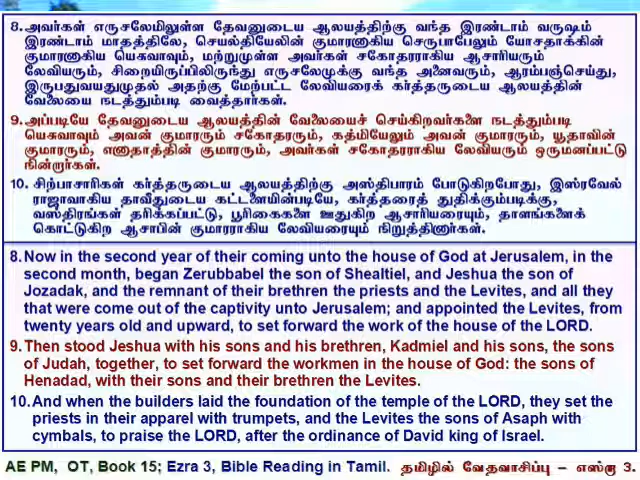 8. அவர்கள் எருசலேமிலுள்ள தேவனுடைய ஆலயத்திற்கு வந்த இரண்டாம் வருஷம்
இரண்டாம் மாதத்திலே, செயல்தியேலின் குமாரனாகிய செருபாபேலும் யோசதாக்கின்
குமாரனாகிய யெசுவாவும், மற்றுமுள்ள அவர்கள் சகோதரராகிய ஆசாரியரும்
லேவியரும், சிறையிருப்பிலிருந்து எருசலேமுக்கு வந்த அனைவரும், ஆரம்பஞ்செய்து,
இருபதுவயதுமுதல் அதற்கு மேற்பட்ட லேவியரைக் கர்த்தருடைய ஆலயத்தின்
வேலையை நடத்தும்படி வைத்தார்கள்.
9. அப்படியே தேவனுடைய ஆலயத்தின் வேலையைச் செய்கிறவர்களை நடத்தும்படி
யெசுவாவும் அவன் குமாரரும் சகோதரரும், கத்மியேலும் அவன் குமாரரும், யூதாவின்
குமாரரும், எனாதாத்தின் குமாரரும், அவர்கள் சகோதரராகிய லேவியரும் ஒருமனப்பட்டு
நின்றார்கள்.
10. சிற்பாசாரிகள் கர்த்தருடைய ஆலயத்திற்கு அஸ்திபாரம் போடுகிறபோது, இஸ்ரவேல்
ராஜாவாகிய தாவீதுடைய கட்டளையின்படியே, கர்த்தரைத் துதிக்கும்படிக்கு,
வஸ்திரங்கள் தரிக்கப்பட்டு, பூரிகைகளை ஊதுகிற ஆசாரியரையும், தாளங்களைக்
கொட்டுகிற ஆசாபின் குமாரராகிய லேவியரையும் நிறுத்தினார்கள்.
8. Now in the second year of their coming unto the house of God at Jerusalem, in the
second month, began Zerubbabel the son of Shealtiel, and Jeshua the son of
Jozadak, and the remnant of their brethren the priests and the Levites, and all they
that were come out of the captivity unto Jerusalem; and appointed the Levites, from
twenty years old and upward, to set forward the work of the house of the LORD.
9. Then stood Jeshua with his sons and his brethren, Kadmiel and his sons, the sons
of Judah, together, to set forward the workmen in the house of God: the sons of
Henadad, with their sons and their brethren the Levites.
10. And when the builders laid the foundation of the temple of the LORD, they set the
priests in their apparel with trumpets, and the Levites the sons of Asaph with
cymbals, to praise the LORD, after the ordinance of David king of Israel.
AE PM, OT, Book 15; Ezra 3, Bible Reading in Tamil. தமிழில் வேதவாசிப்பு – எஸ்றா 3.